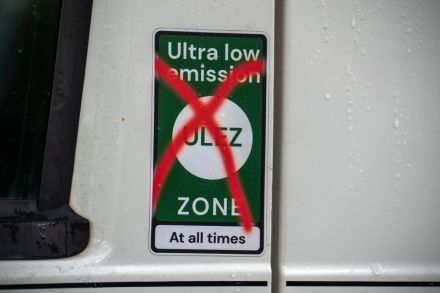 Ultra low
emission
ULEZ
ZONE
At all times